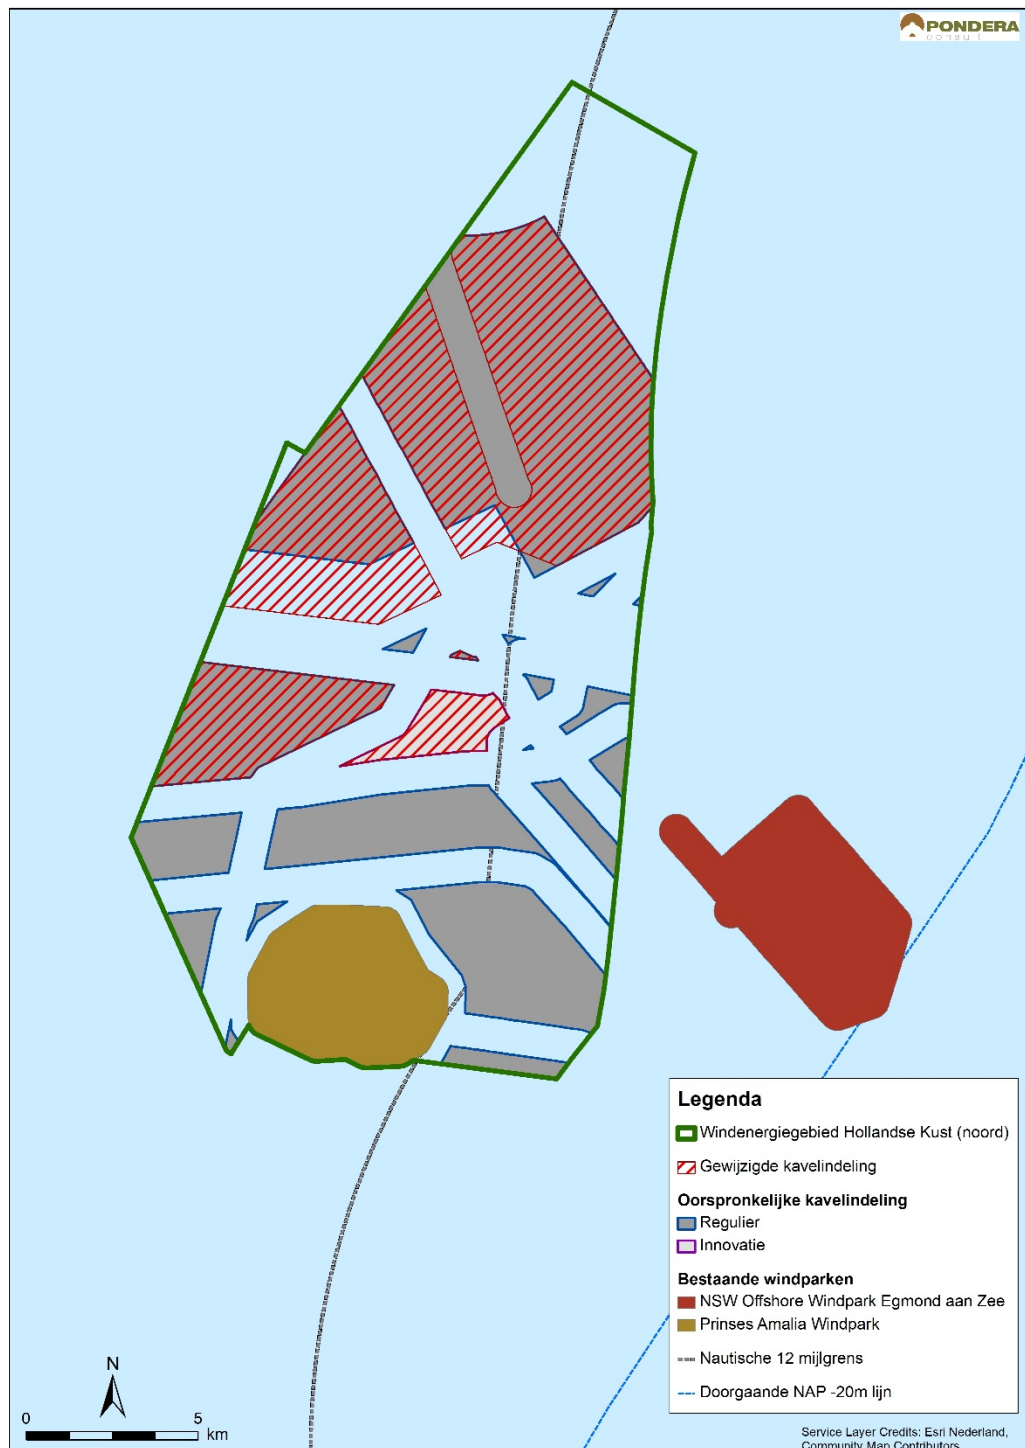 PONDERA
consult
Legenda
Windenergiegebied Hollandse Kust (noord)
Gewijzigde kavelindeling
Oorspronkelijke kavelindeling
Regulier
Innovatie
Bestaande windparken
NSW Offshore Windpark Egmond aan Zee
Prinses Amalia Windpark
Nautische 12 mijlgrens
Doorgaande NAP -20m lijn
N
0 5
km
Service Layer Credits: Esri Nederland,
Community Map Contributors